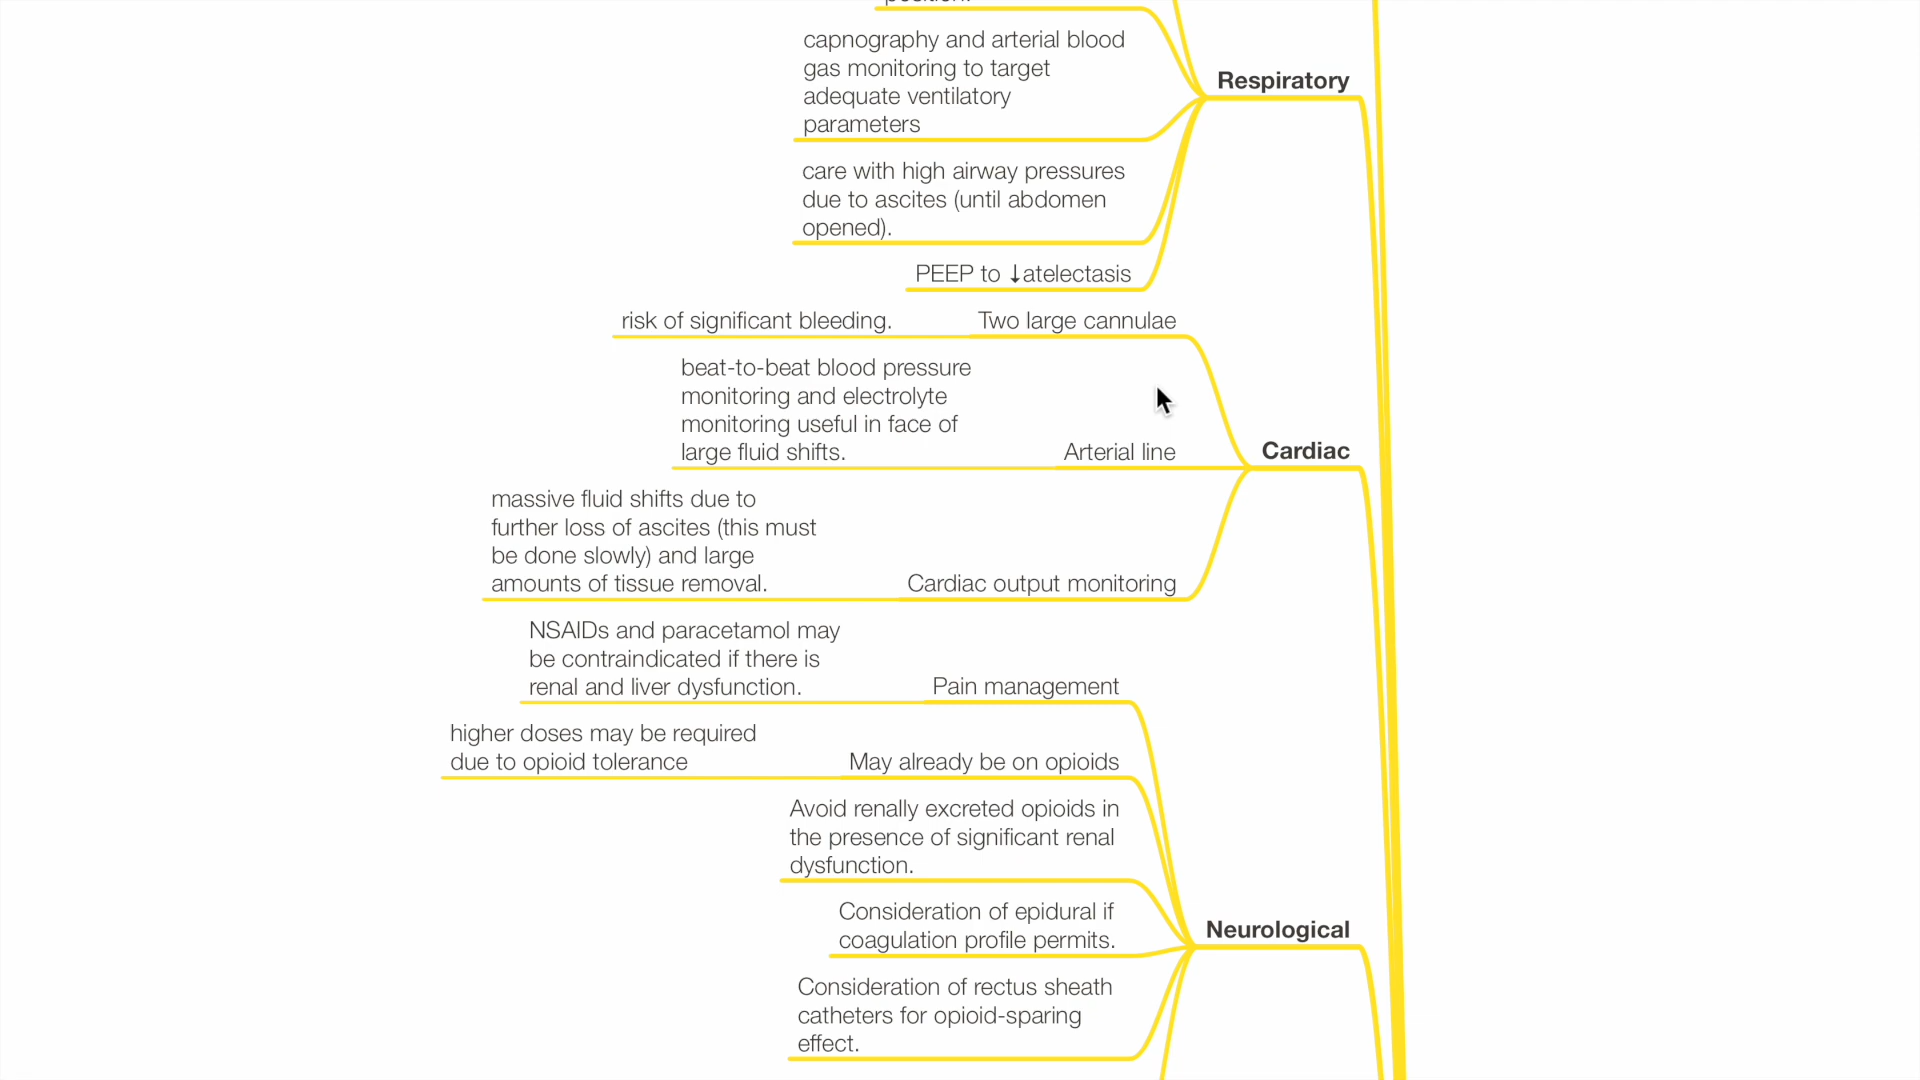 position.
capnography and arterial blood
gas monitoring to target
adequate ventilatory
parameters
Respiratory
care with high airway pressures
due to ascites (until abdomen
opened).
PEEP to ↓atelectasis
risk of significant bleeding.
Two large cannulae
beat-to-beat blood pressure
monitoring and electrolyte
monitoring useful in face of
large fluid shifts.
Arterial line
Cardiac
massive fluid shifts due to
further loss of ascites (this must
be done slowly) and large
amounts of tissue removal.
Cardiac output monitoring
NSAIDs and paracetamol may
be contraindicated if there is
renal and liver dysfunction.
Pain management
higher doses may be required
due to opioid tolerance
May already be on opioids
Avoid renally excreted opioids in
the presence of significant renal
dysfunction.
Consideration of epidural if
coagulation profile permits.
Neurological
Consideration of rectus sheath
catheters for opioid-sparing
effect.